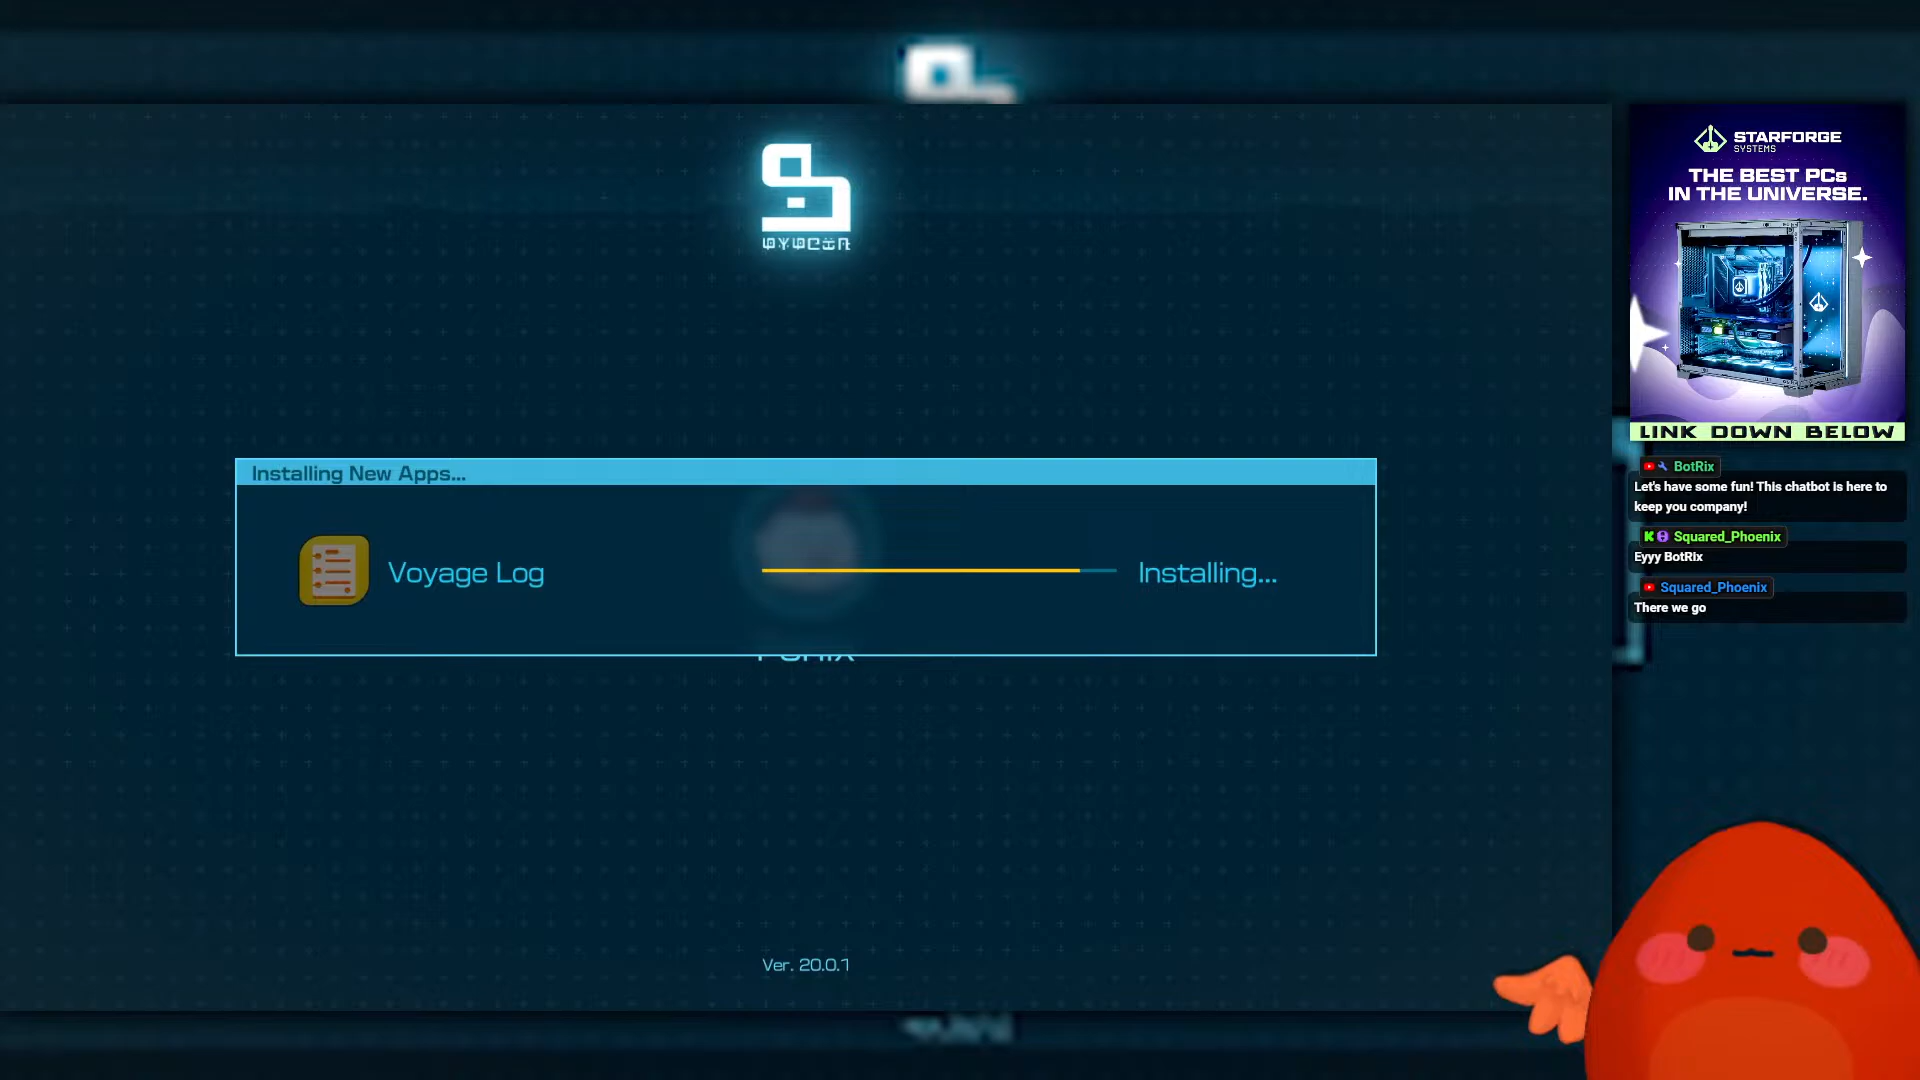 Installing New Apps...
Voyage Log
Installing...
Ver. 20.0.1
STARFORGE
SYSTEMS
THE BEST PCs
IN THE UNIVERSE.
LINK DOWN BELOW
BotRix
Let's have some fun! This chatbot is here to
keep you company!
Squared_Phoenix
Eyyy BotRix
Squared_Phoenix
There we go